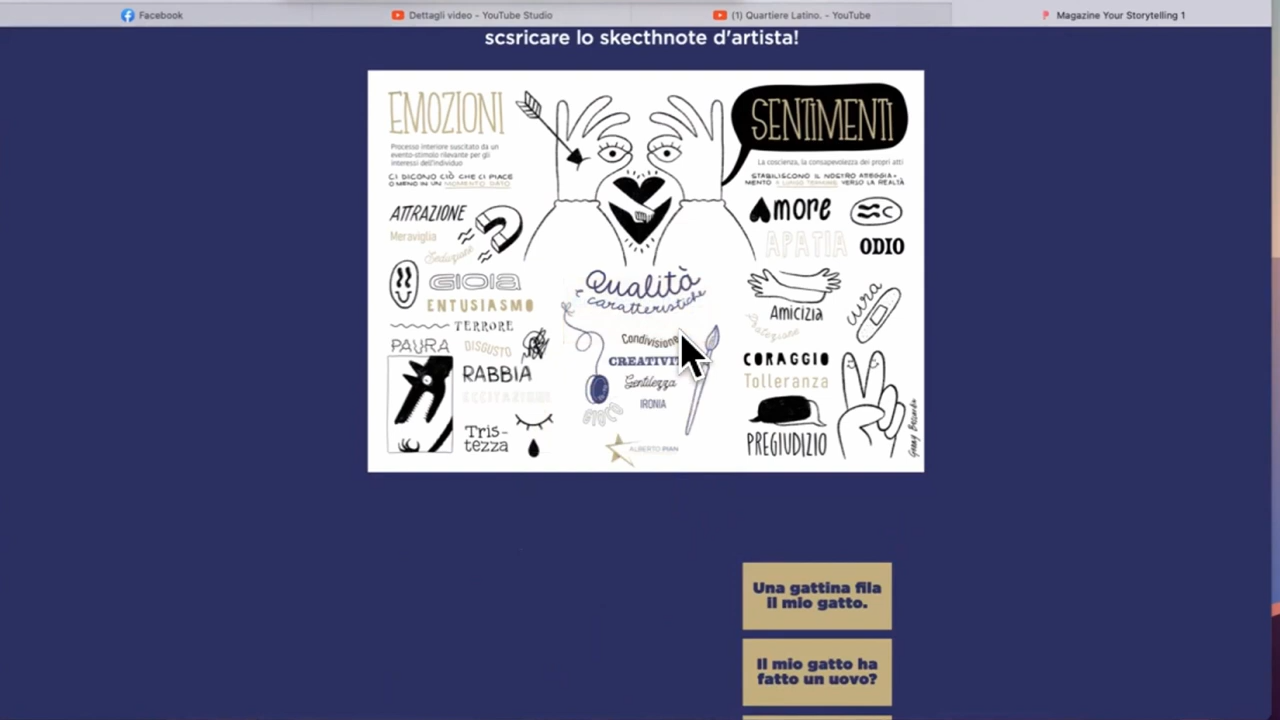 Facebook
Dettagli video - YouTube Studio
(1) Quartiere Latino. - YouTube
Magazine Your Storytelling 1
scsricare lo skecthnote d'artista!
EMOZIONI
Processo interiore suscitato da un
evento-stimolo rilevante per gli
interessi dell'individuo
CI DICONO CIÒ CHE CI PIACE
O MENO IN UN MOMENTO DATO
ATTRAZIONE
Meraviglia
Seduzione
GIOIA
ENTUSIASMO
TERRORE
PAURA
DISGUSTO
RABBIA
ECCITAZIONE
Tris-
tezza
Qualità
e caratteristiche
Condivisione
CREATIVIT
Gentilezza
IRONIA
GIOCO
ALBERTO PIAN
SENTIMENTI
La coscienza, la consapevolezza dei propri atti
STABILISCONO IL NOSTRO ATTEGGIA-
MENTO A LUNGO TERMINE VERSO LA REALTÀ
AMORE
APATIA
ODIO
Amicizia
Protezione
cura
CORAGGIO
Tolleranza
PREGIUDIZIO
Una gattina fila
il mio gatto.
Il mio gatto ha
fatto un uovo?